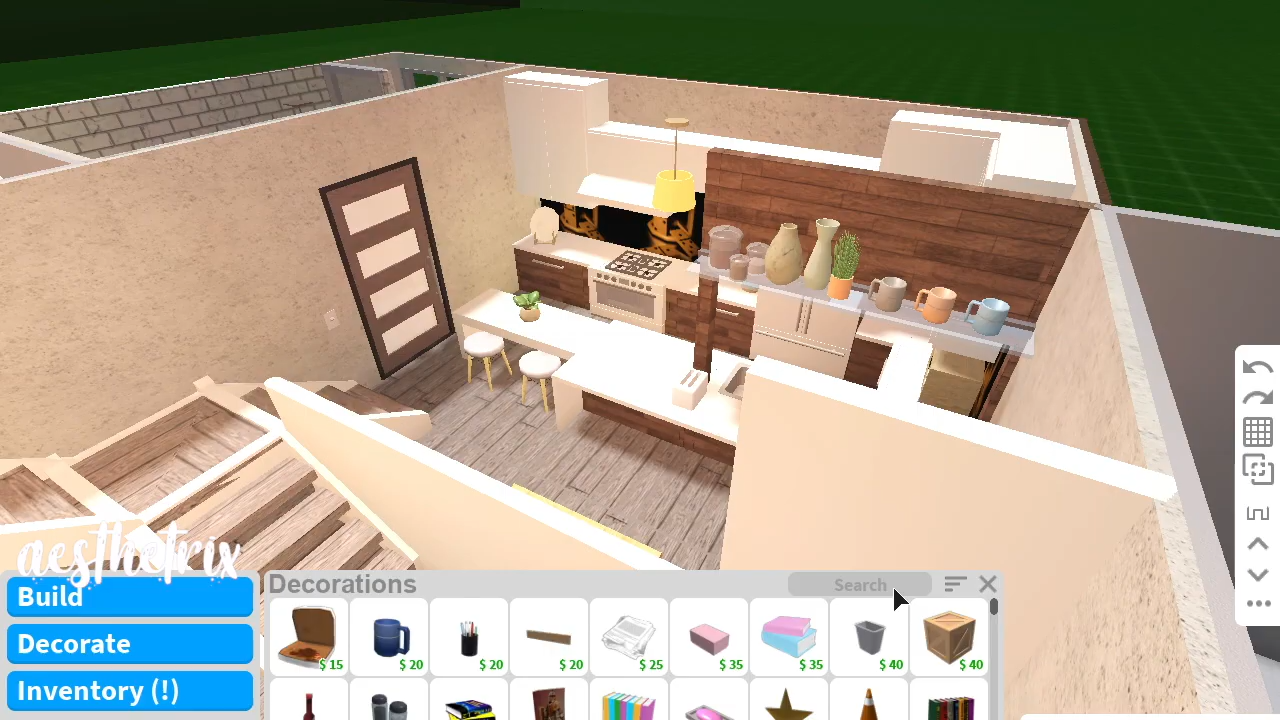 aesthetrix
Build
Decorate
Inventory (!)
Decorations
Search
$ 15
$ 20
$ 20
$ 20
$ 25
$ 35
$ 35
$ 40
$ 40